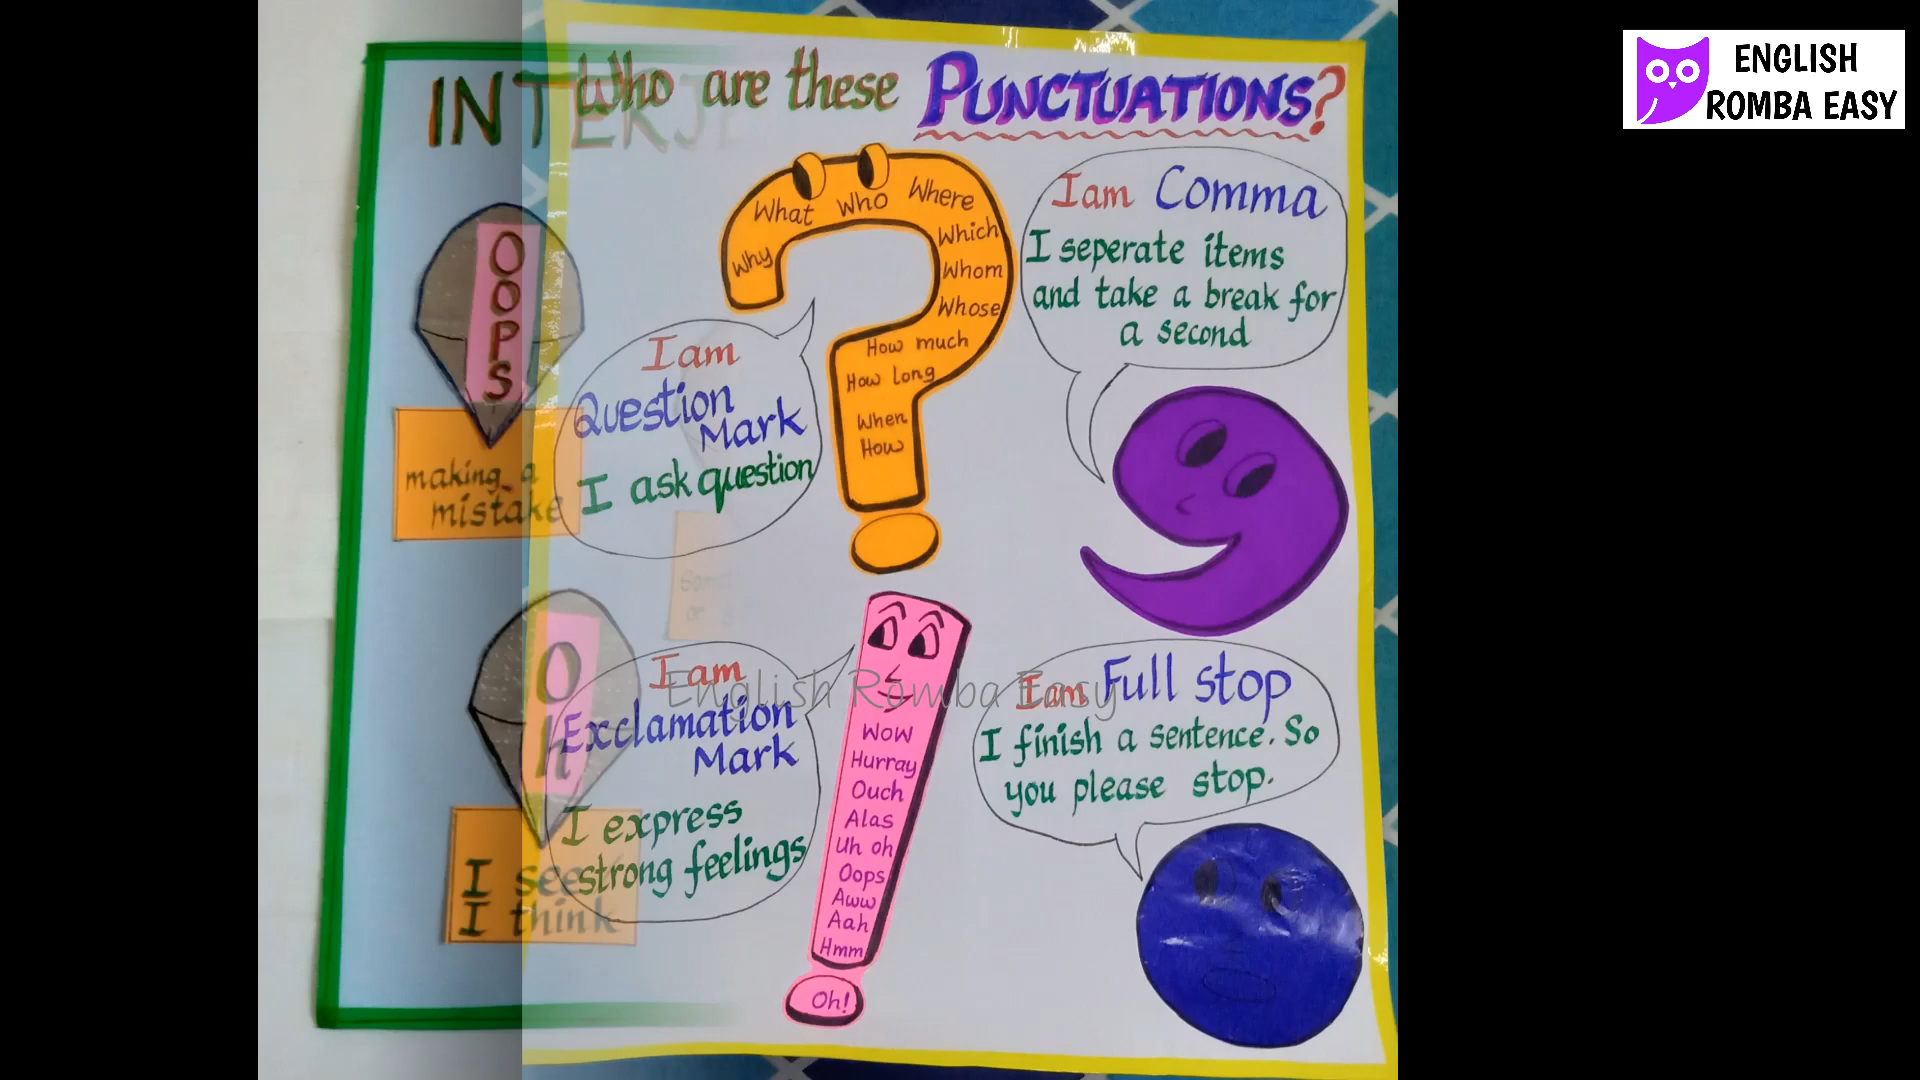 ENGLISH
ROMBA EASY
Who are these PUNCTUATIONS?
What Who Where
Why
Which
Whom
Whose
How much
How Long
When
How
I am
Question
Mark
I ask question
I am Comma
I seperate items
and take a break for
a second
I am
Exclamation
Mark
I express
strong feelings
Wow
Hurray
Ouch
Alas
Uh oh
Oops
Aww
Aah
Hmm
Oh!
I am Full stop
I finish a sentence. So
you please stop.
English Romba Easy
INTERJE
OOPS
making a
mistake
Oh
I see
I think